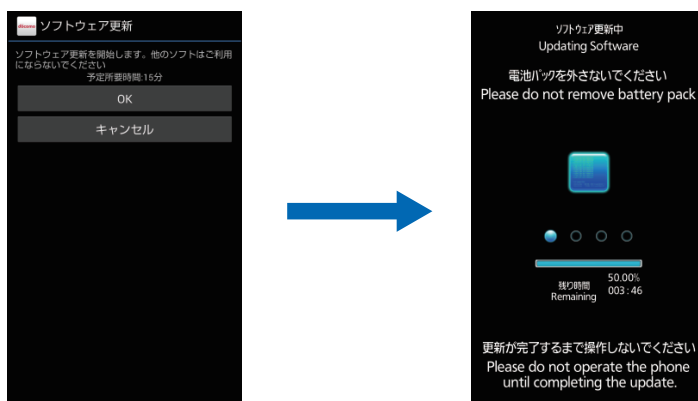 docomo
ソフトウェア更新
ソフトウェア更新を開始します。他のソフトはご利用
にならないでください
予定所要時間:15分
OK
キャンセル
ソフトウェア更新中
Updating Software
電池パックを外さないでください
Please do not remove battery pack
50.00%
残り時間
003:46
Remaining
更新が完了するまで操作しないでください
Please do not operate the phone
until completing the update.